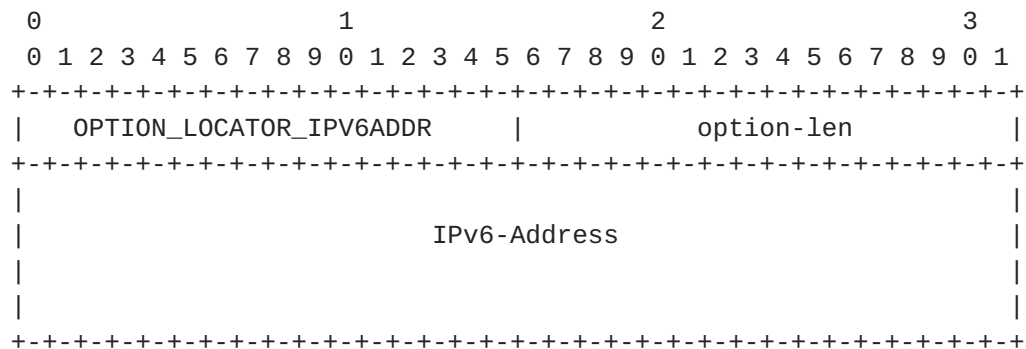 0                   1                   2                   3
 0 1 2 3 4 5 6 7 8 9 0 1 2 3 4 5 6 7 8 9 0 1 2 3 4 5 6 7 8 9 0 1
+-+-+-+-+-+-+-+-+-+-+-+-+-+-+-+-+-+-+-+-+-+-+-+-+-+-+-+-+-+-+-+-+
|   OPTION_LOCATOR_IPV6ADDR     |           option-len          |
+-+-+-+-+-+-+-+-+-+-+-+-+-+-+-+-+-+-+-+-+-+-+-+-+-+-+-+-+-+-+-+-+
|                                                               |
|                          IPv6-Address                         |
|                                                               |
|                                                               |
+-+-+-+-+-+-+-+-+-+-+-+-+-+-+-+-+-+-+-+-+-+-+-+-+-+-+-+-+-+-+-+-+